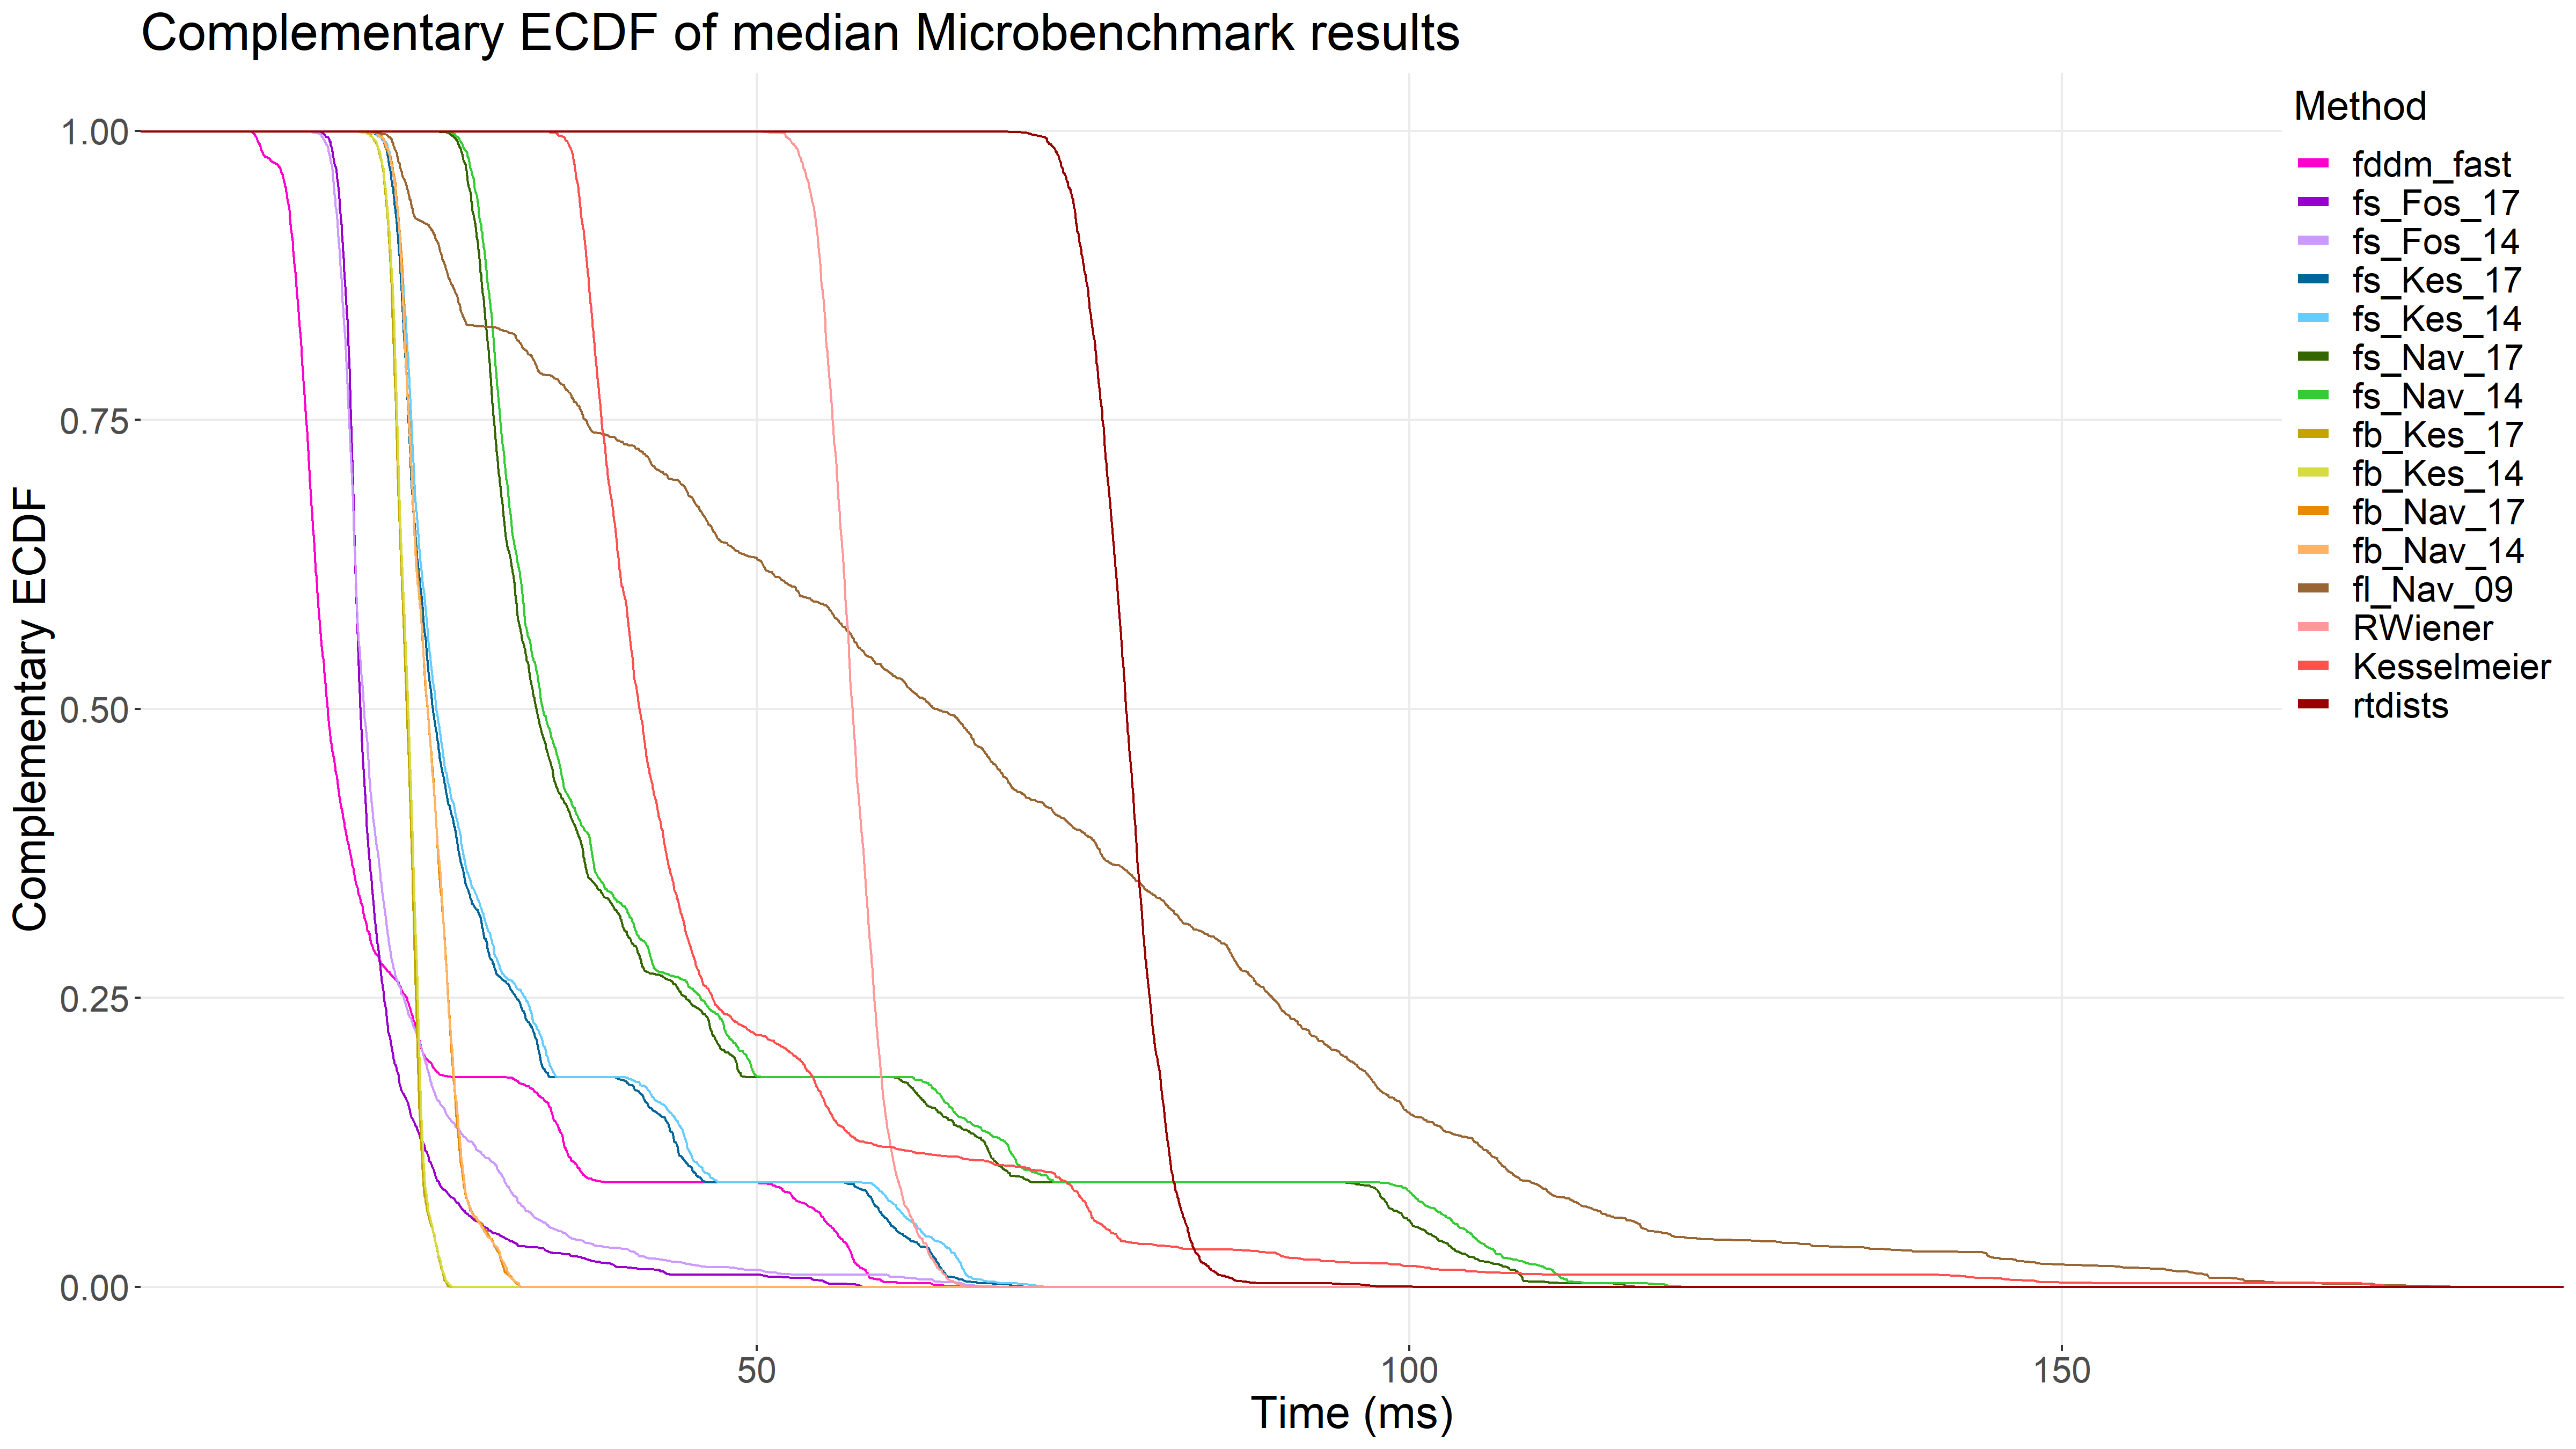 Complementary ECDF of median Microbenchmark results
Complementary ECDF
1.00
0.75
0.50
0.25
0.00
50
100
150
Time (ms)
Method
fddm_fast
fs_Fos_17
fs_Fos_14
fs_Kes_17
fs_Kes_14
fs_Nav_17
fs_Nav_14
fb_Kes_17
fb_Kes_14
fb_Nav_17
fb_Nav_14
fl_Nav_09
RWiener
Kesselmeier
rtdists